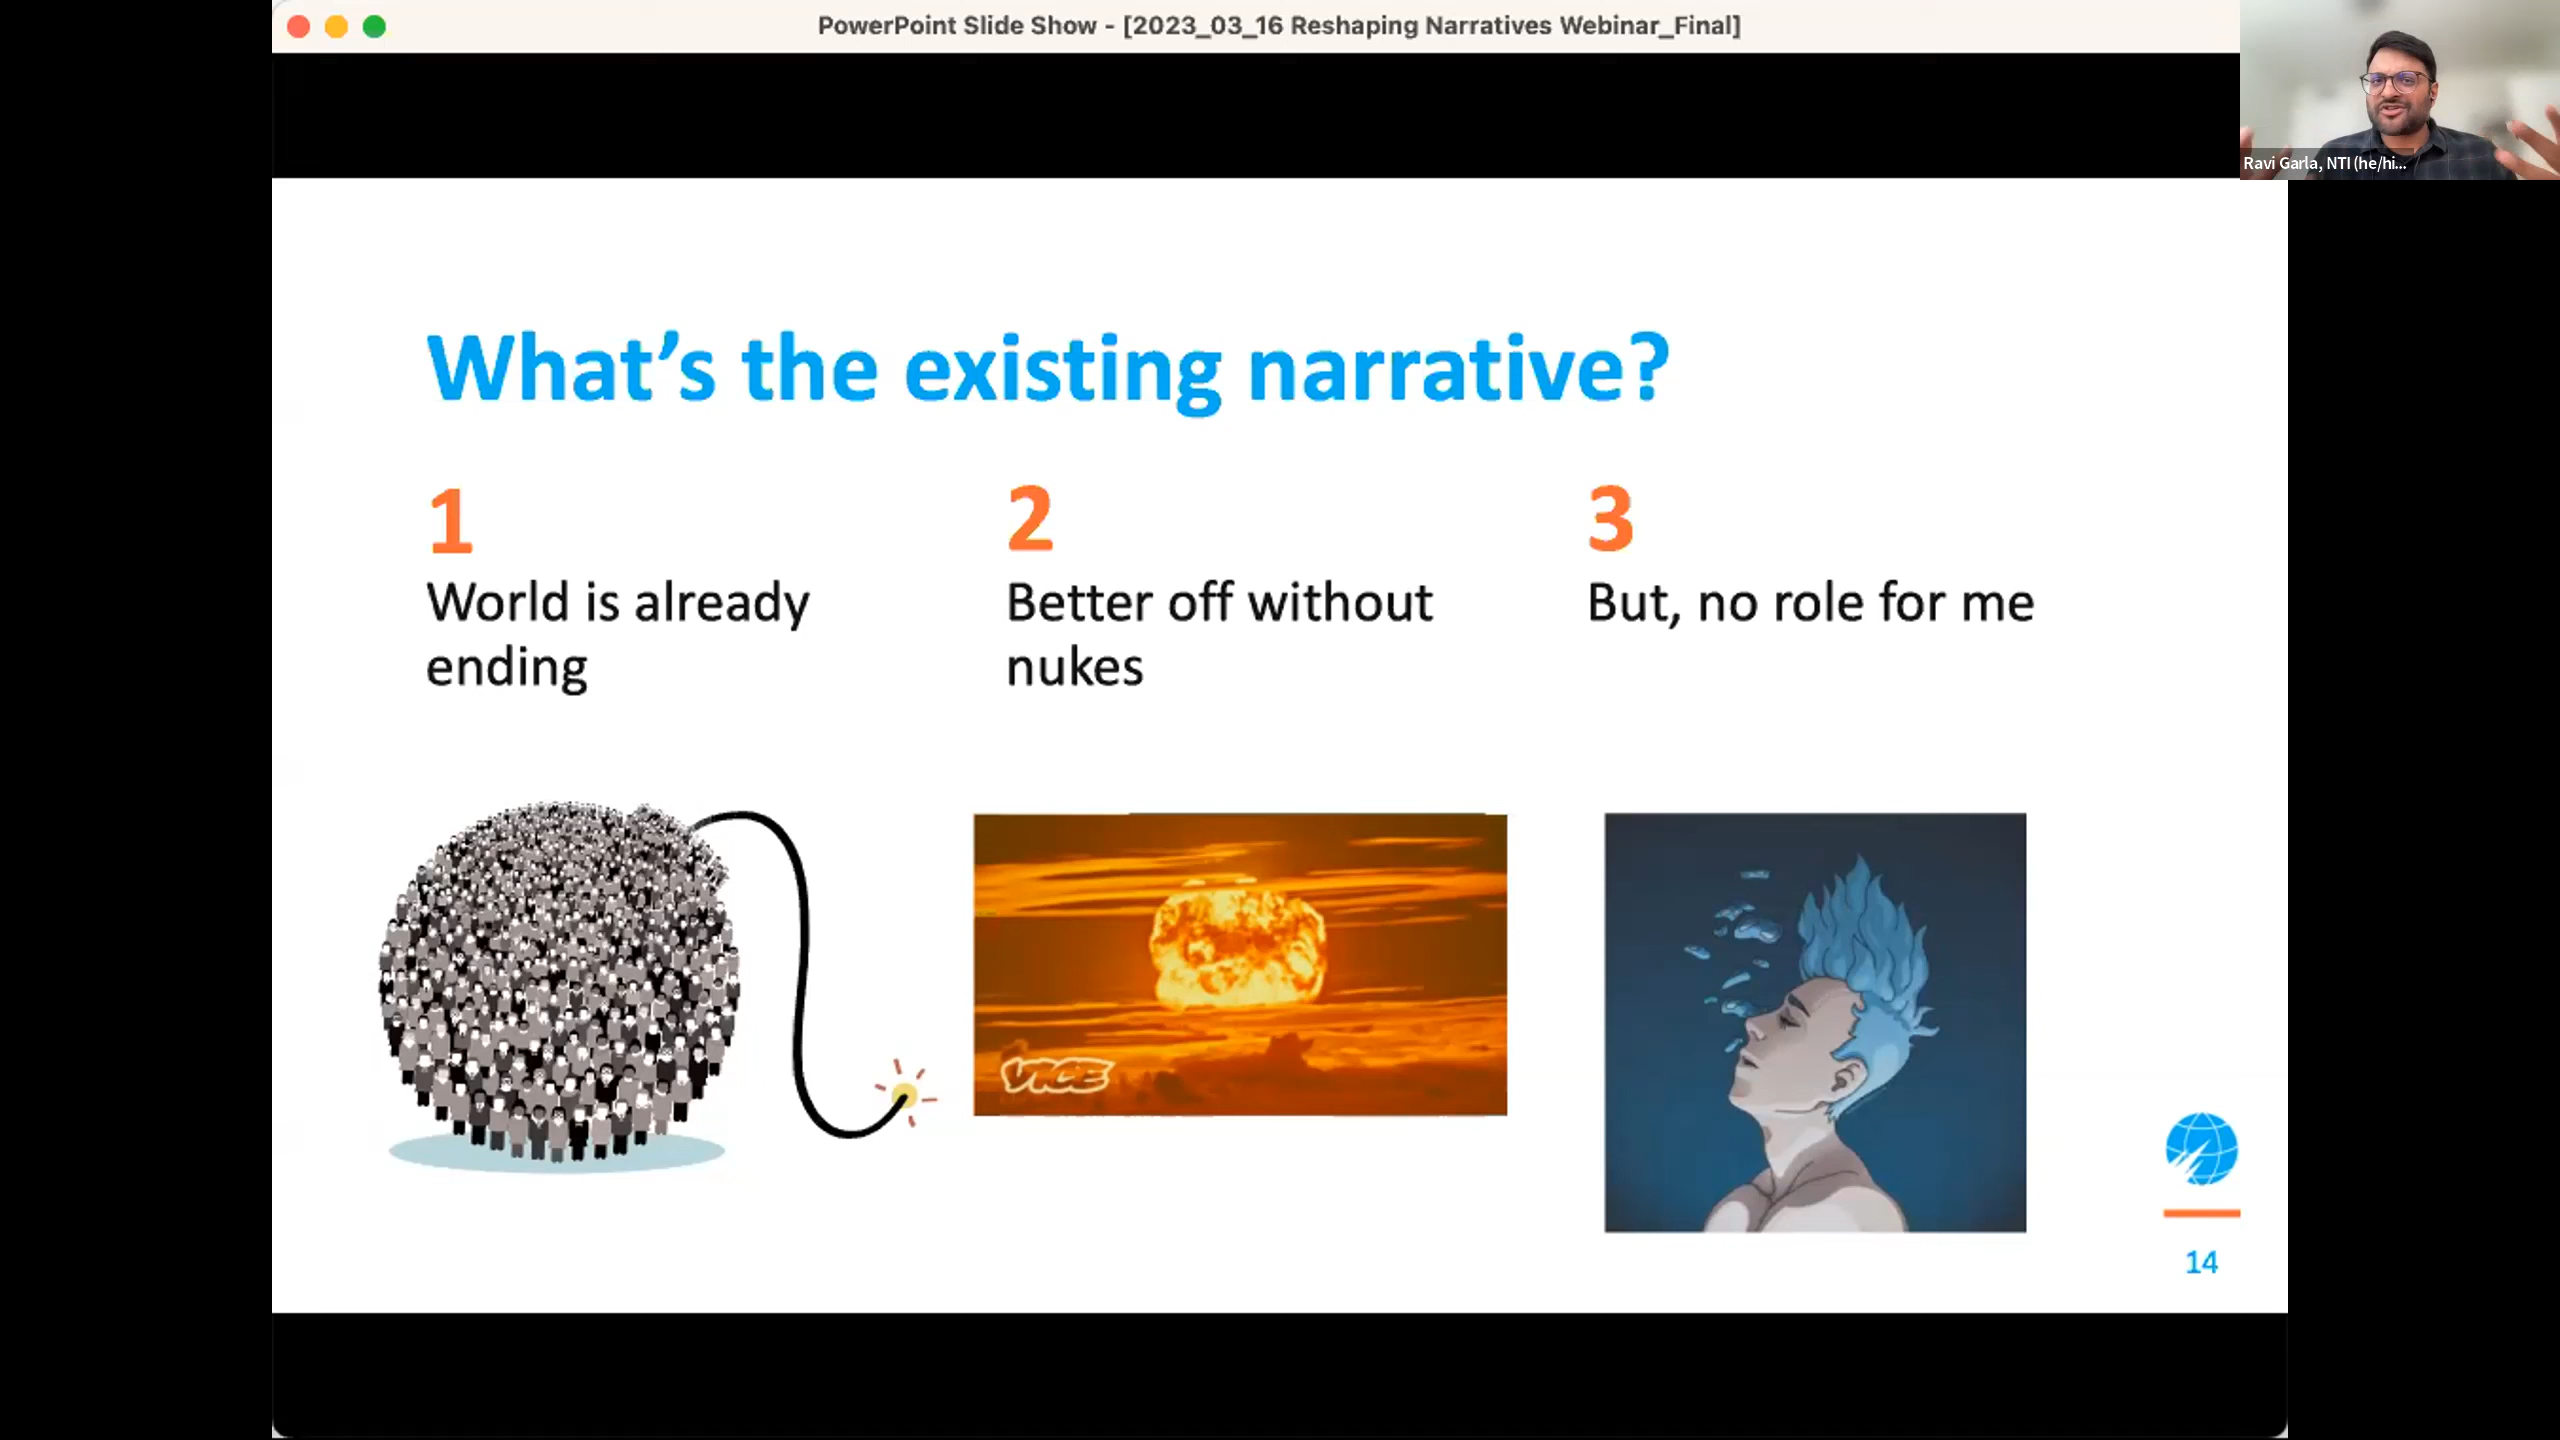 PowerPoint Slide Show - [2023_03_16 Reshaping Narratives Webinar_Final]
Ravi Garla, NTI (he/hi...
What's the existing narrative?
1
World is already
ending
2
Better off without
nukes
3
But, no role for me
VICE
14